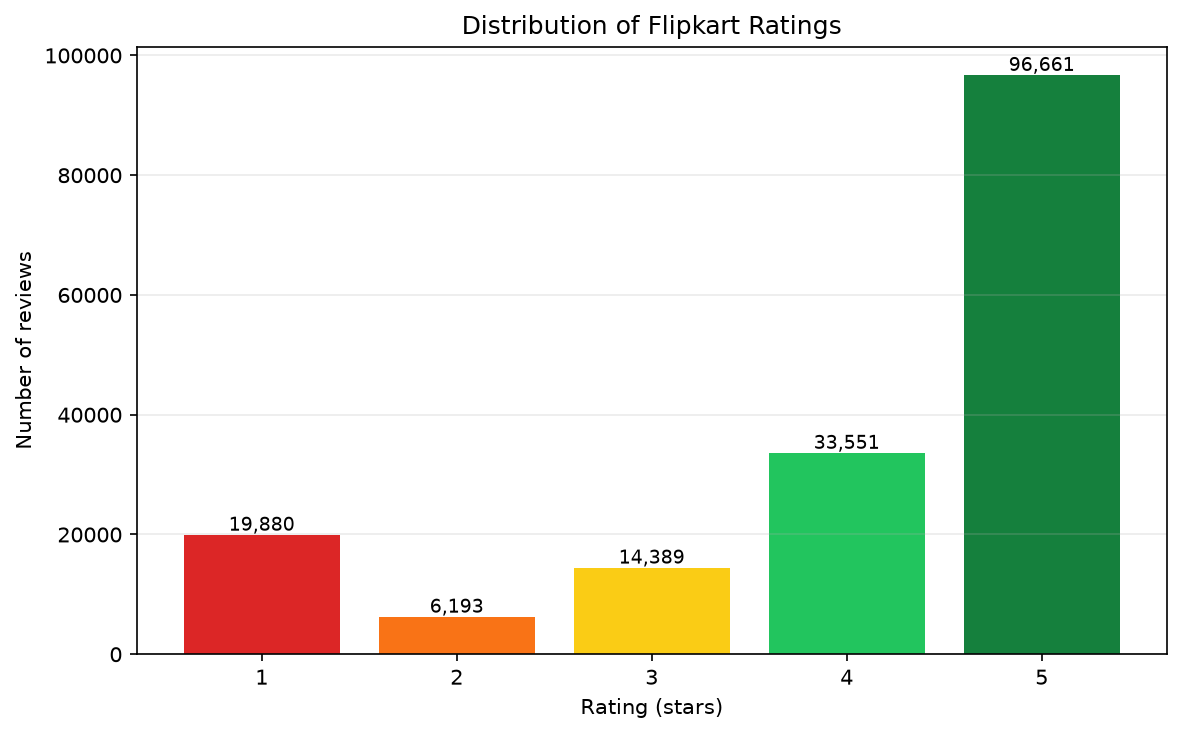 Distribution of Flipkart Ratings
Number of reviews
100000
80000
60000
40000
20000
0
19,880
6,193
14,389
33,551
96,661
1 2 3 4 5
Rating (stars)